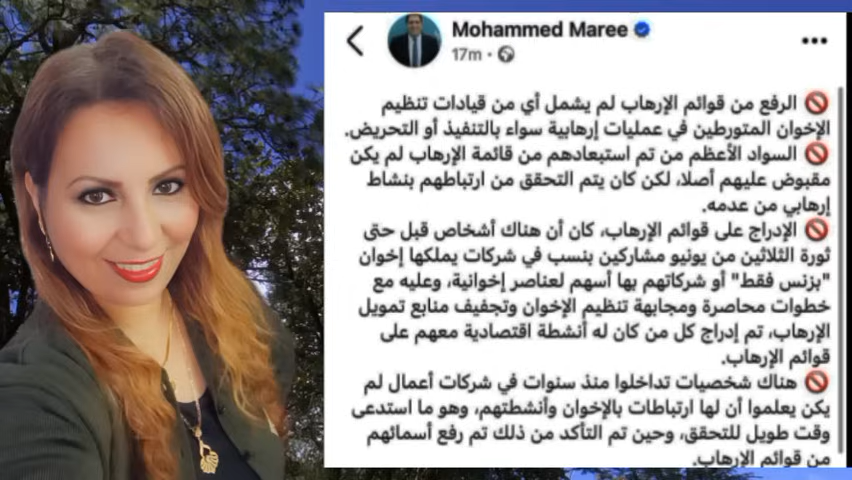 Mohammed Maree
17m
🚫 الرفع من قوائم الإرهاب لم يشمل أي من قيادات تنظيم
الإخوان المتورطين في عمليات إرهابية سواء بالتنفيذ أو التحريض.
🚫 السواد الأعظم من تم استبعادهم من قائمة الإرهاب لم يكن
مقبوض عليهم أصلا، لكن كان يتم التحقق من ارتباطهم بنشاط
إرهابي من عدمه.
🚫 الإدراج على قوائم الإرهاب، كان أن هناك أشخاص قبل حتى
ثورة الثلاثين من يونيو مشاركين بنسب في شركات يملكها إخوان
"بزنس فقط" أو شركاتهم بها أسهم لعناصر إخوانية، وعليه مع
خطوات محاصرة ومجابهة تنظيم الإخوان وتجفيف منابع تمويل
الإرهاب، تم إدراج كل من كان له أنشطة اقتصادية معهم على
قوائم الإرهاب.
🚫 هناك شخصيات تداخلوا منذ سنوات في شركات أعمال لم
يكن يعلموا أن لها ارتباطات بالإخوان وأنشطتهم، وهو ما استدعى
وقت طويل للتحقق، وحين تم التأكد من ذلك تم رفع أسمائهم
من قوائم الإرهاب.